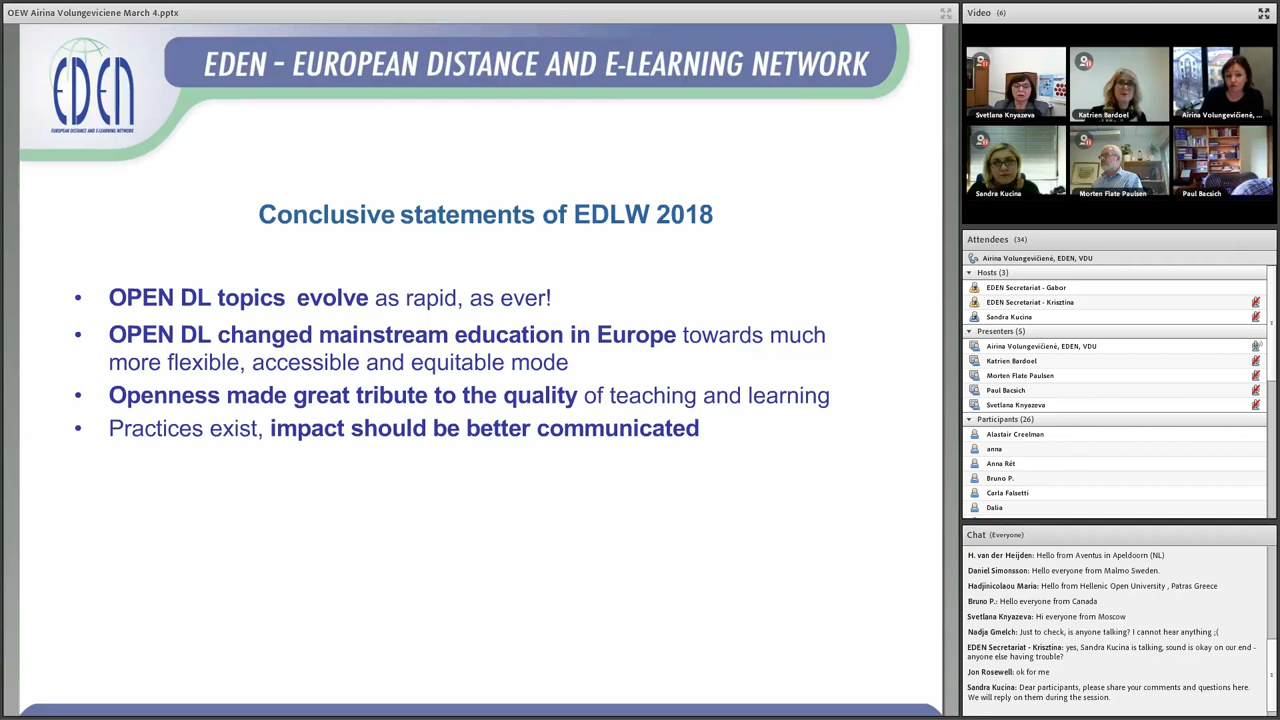 OEW Airina Volungeviciene March 4.pptx
EDEN
EUROPEAN DISTANCE AND E-LEARNING NETWORK
EDEN – EUROPEAN DISTANCE AND E-LEARNING NETWORK
Conclusive statements of EDLW 2018
• OPEN DL topics evolve as rapid, as ever!
• OPEN DL changed mainstream education in Europe towards much
more flexible, accessible and equitable mode
• Openness made great tribute to the quality of teaching and learning
• Practices exist, impact should be better communicated
Video (6)
Svetlana Knyazeva
Katrien Bardoel
Airina Volungevičienė, ...
Sandra Kucina
Morten Flate Paulsen
Paul Bacsich
Attendees (34)
Airina Volungevičienė, EDEN, VDU
Hosts (3)
EDEN Secretariat - Gabor
EDEN Secretariat - Krisztina
Sandra Kucina
Presenters (5)
Airina Volungevičienė, EDEN, VDU
Katrien Bardoel
Morten Flate Paulsen
Paul Bacsich
Svetlana Knyazeva
Participants (26)
Alastair Creelman
anna
Anna Rét
Bruno P.
Carla Falsetti
Dalia
Chat (Everyone)
H. van der Heijden: Hello from Aventus in Apeldoorn (NL)
Daniel Simonsson: Hello everyone from Malmo Sweden.
Hadjinicolaou Maria: Hello from Hellenic Open University , Patras Greece
Bruno P.: Hello everyone from Canada
Svetlana Knyazeva: Hi everyone from Moscow
Nadja Gmelch: Just to check, is anyone talking? I cannot hear anything ;(
EDEN Secretariat - Krisztina: yes, Sandra Kucina is talking, sound is okay on our end -
anyone else having trouble?
Jon Rosewell: ok for me
Sandra Kucina: Dear participants, please share your comments and questions here.
We will reply on them during the session.